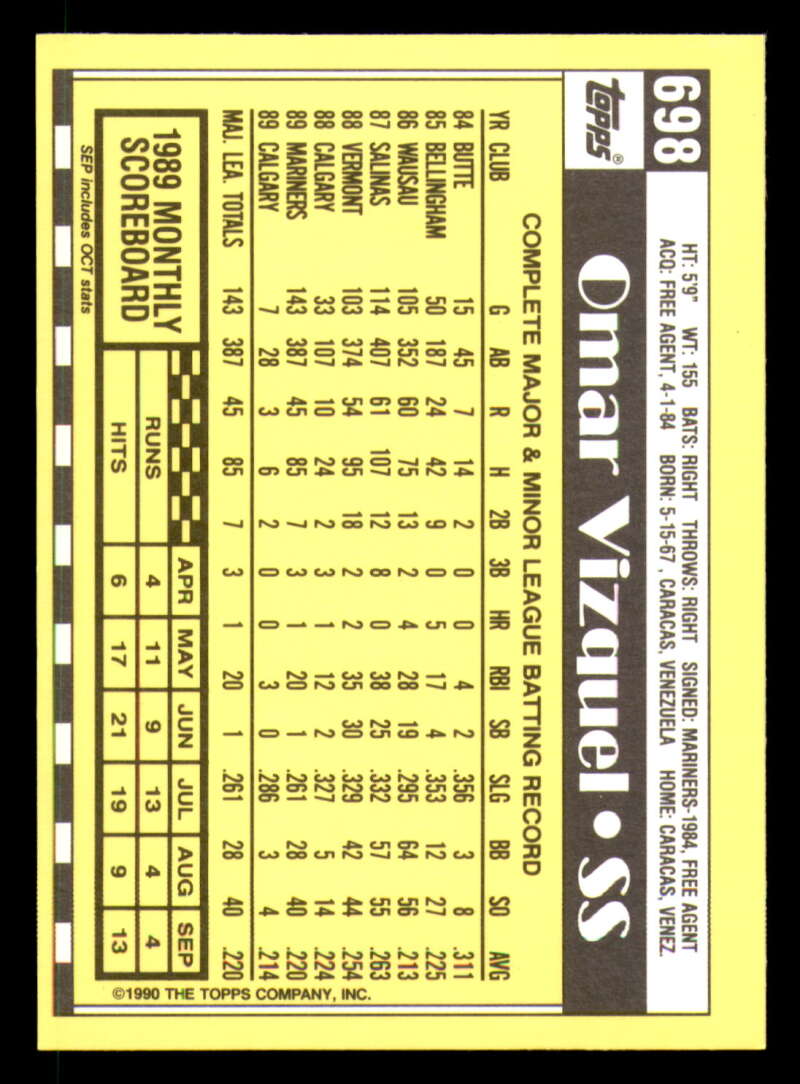 698
HT: 5'9" WT: 155 BATS: RIGHT THROWS: RIGHT SIGNED: MARINERS-1984, FREE AGENT
ACQ: FREE AGENT, 4-1-84 BORN: 5-15-67, CARACAS, VENEZUELA HOME: CARACAS, VENEZ.
TOPPS®
Omar Vizquel • SS
COMPLETE MAJOR & MINOR LEAGUE BATTING RECORD
YR CLUB G AB R H 2B 3B HR RBI SB SLG BB SO AVG
84 BUTTE 15 45 7 14 2 0 0 4 2 .356 3 8 .311
85 BELLINGHAM 50 187 24 42 9 0 5 17 4 .353 12 27 .225
86 WAUSAU 105 352 60 75 13 2 4 28 19 .295 64 56 .213
87 SALINAS 114 407 61 107 12 8 0 38 25 .332 57 55 .263
88 VERMONT 103 374 54 95 18 2 2 35 30 .329 42 44 .254
88 CALGARY 33 107 10 24 2 3 1 12 2 .327 5 14 .224
89 MARINERS 143 387 45 85 7 3 1 20 1 .261 28 40 .220
89 CALGARY 7 28 3 6 2 0 0 3 0 .286 3 4 .214
MAJ. LEA. TOTALS 143 387 45 85 7 3 1 20 1 .261 28 40 .220
1989 MONTHLY
SCOREBOARD
SEP includes OCT stats
APR MAY JUN JUL AUG SEP
RUNS 4 11 9 13 4 4
HITS 6 17 21 19 9 13
©1990 THE TOPPS COMPANY, INC.